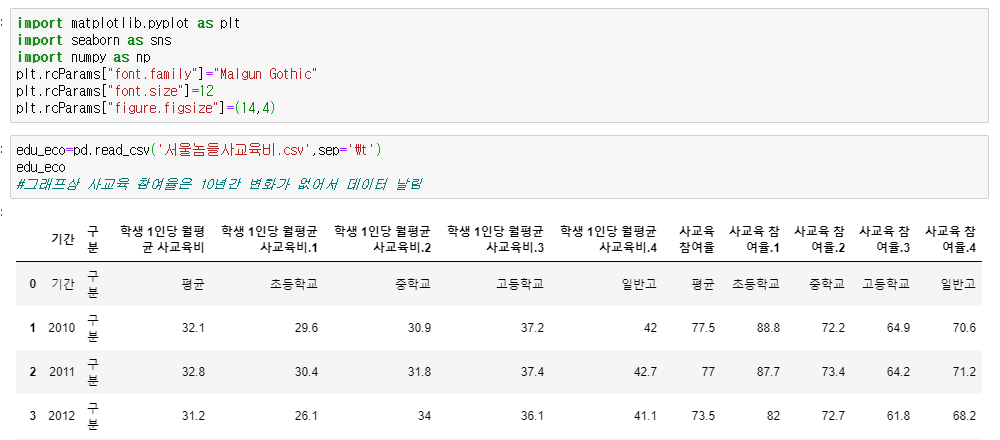 :
import matplotlib.pyplot as plt
import seaborn as sns
import numpy as np
plt.rcParams["font.family"]="Malgun Gothic"
plt.rcParams["font.size"]=12
plt.rcParams["figure.figsize"]=(14,4)
:
edu_eco=pd.read_csv('서울놈들사교육비.csv',sep='₩t')
edu_eco
#그래프상 사교육 참여율은 10년간 변화가 없어서 데이터 날림
:
기간 구분 학생 1인당 월평균 사교육비 학생 1인당 월평균 사교육비.1 학생 1인당 월평균 사교육비.2 학생 1인당 월평균 사교육비.3 학생 1인당 월평균 사교육비.4 사교육 참여율 사교육 참여율.1 사교육 참여율.2 사교육 참여율.3 사교육 참여율.4
0 기간 구분 평균 초등학교 중학교 고등학교 일반고 평균 초등학교 중학교 고등학교 일반고
1 2010 구분 32.1 29.6 30.9 37.2 42 77.5 88.8 72.2 64.9 70.6
2 2011 구분 32.8 30.4 31.8 37.4 42.7 77 87.7 73.4 64.2 71.2
3 2012 구분 31.2 26.1 34 36.1 41.1 73.5 82 72.7 61.8 68.2